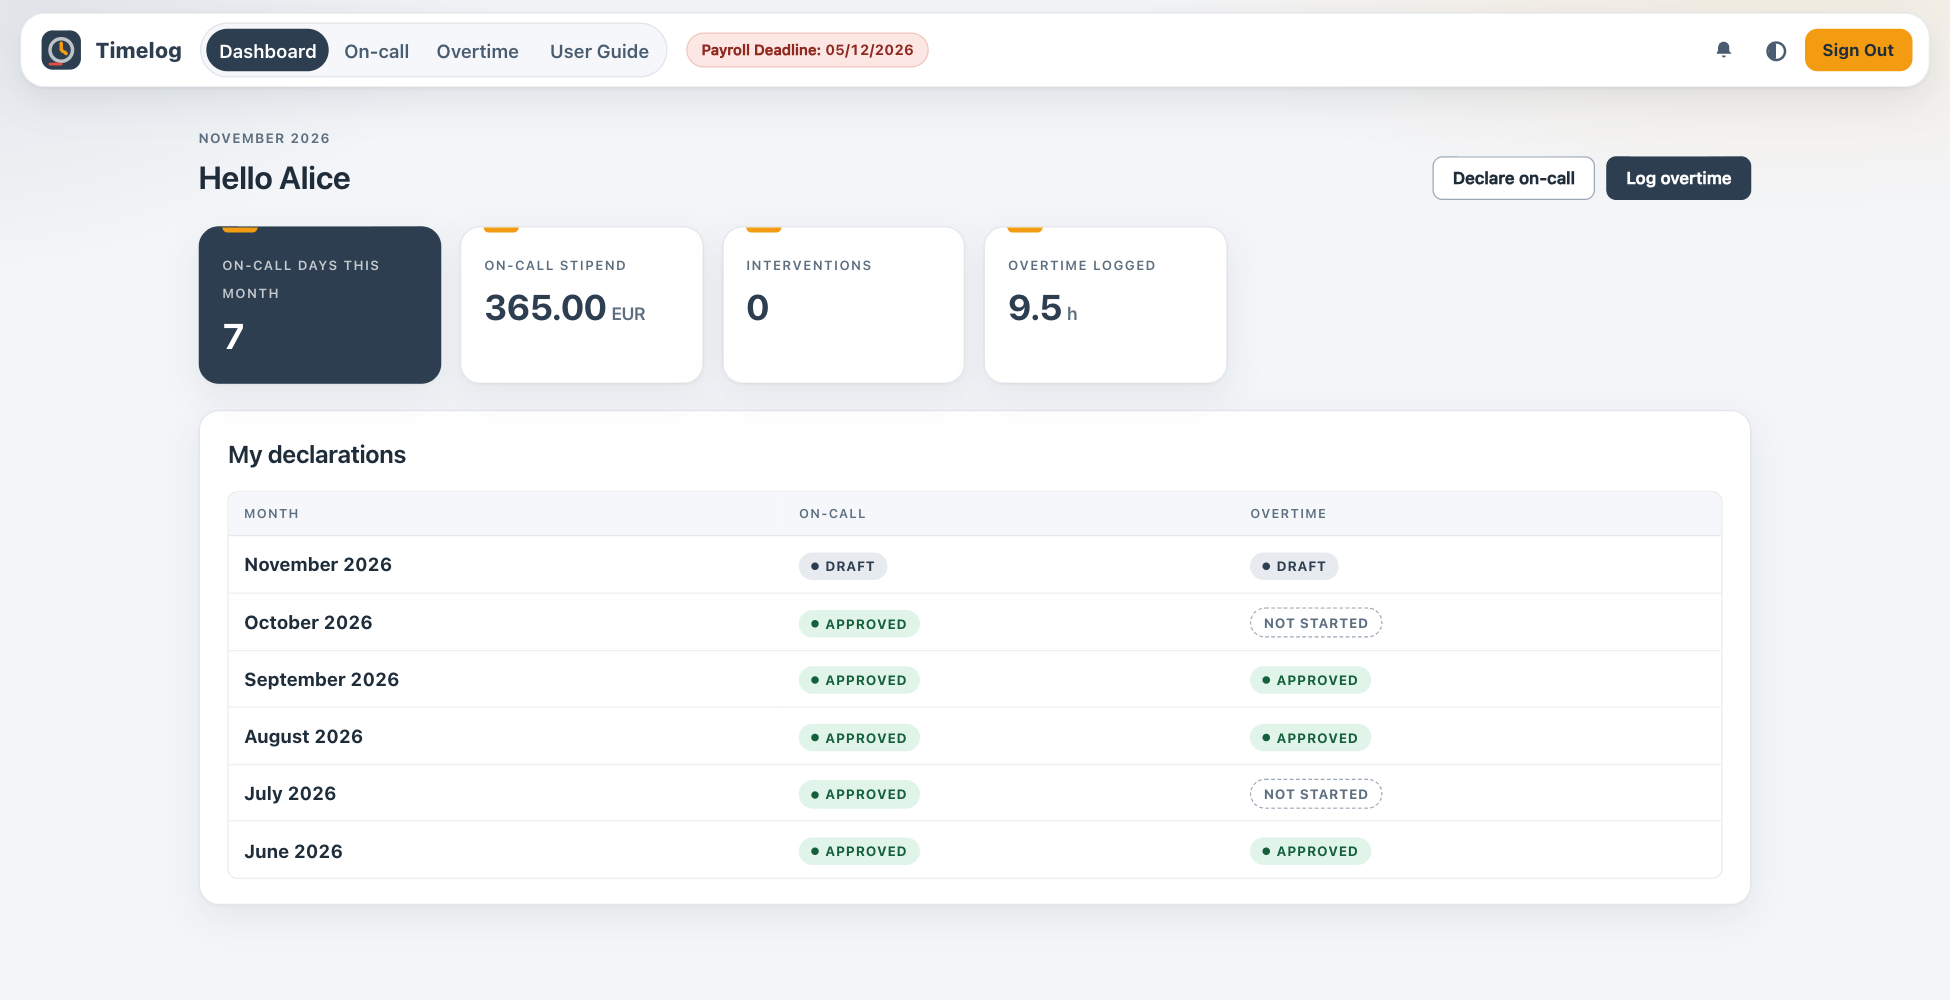 Timelog
Dashboard On-call Overtime User Guide
Payroll Deadline: 05/12/2026
Sign Out
NOVEMBER 2026
Hello Alice
Declare on-call
Log overtime
ON-CALL DAYS THIS
MONTH
7
ON-CALL STIPEND
365.00 EUR
INTERVENTIONS
0
OVERTIME LOGGED
9.5 h
My declarations
MONTH ON-CALL OVERTIME
November 2026 DRAFT DRAFT
October 2026 APPROVED NOT STARTED
September 2026 APPROVED APPROVED
August 2026 APPROVED APPROVED
July 2026 APPROVED NOT STARTED
June 2026 APPROVED APPROVED